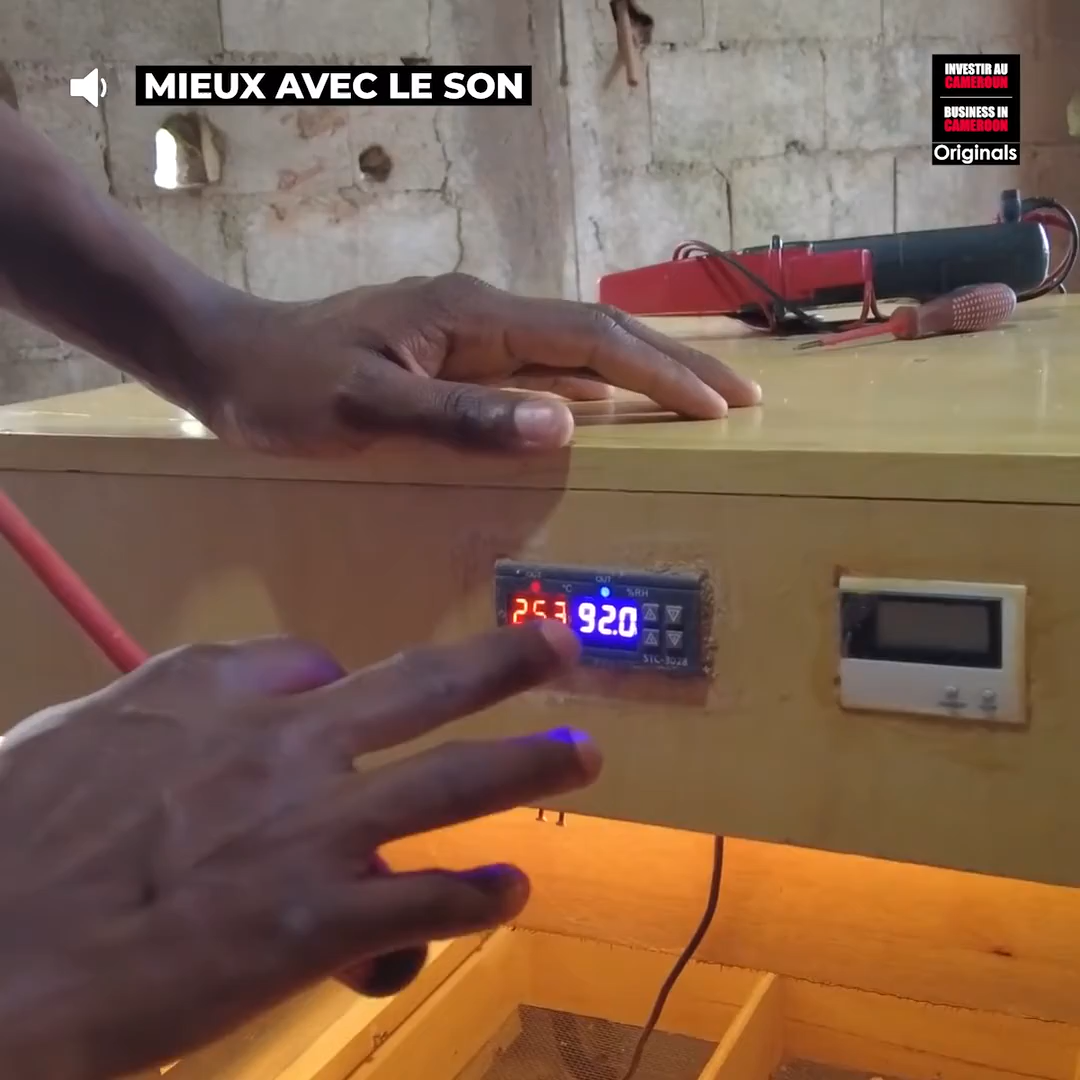 MIEUX AVEC LE SON
INVESTIR AU
CAMEROUN
BUSINESS IN
CAMEROON
Originals
OUT
°C
OUT
%RH
25.3
92.0
STC-3028